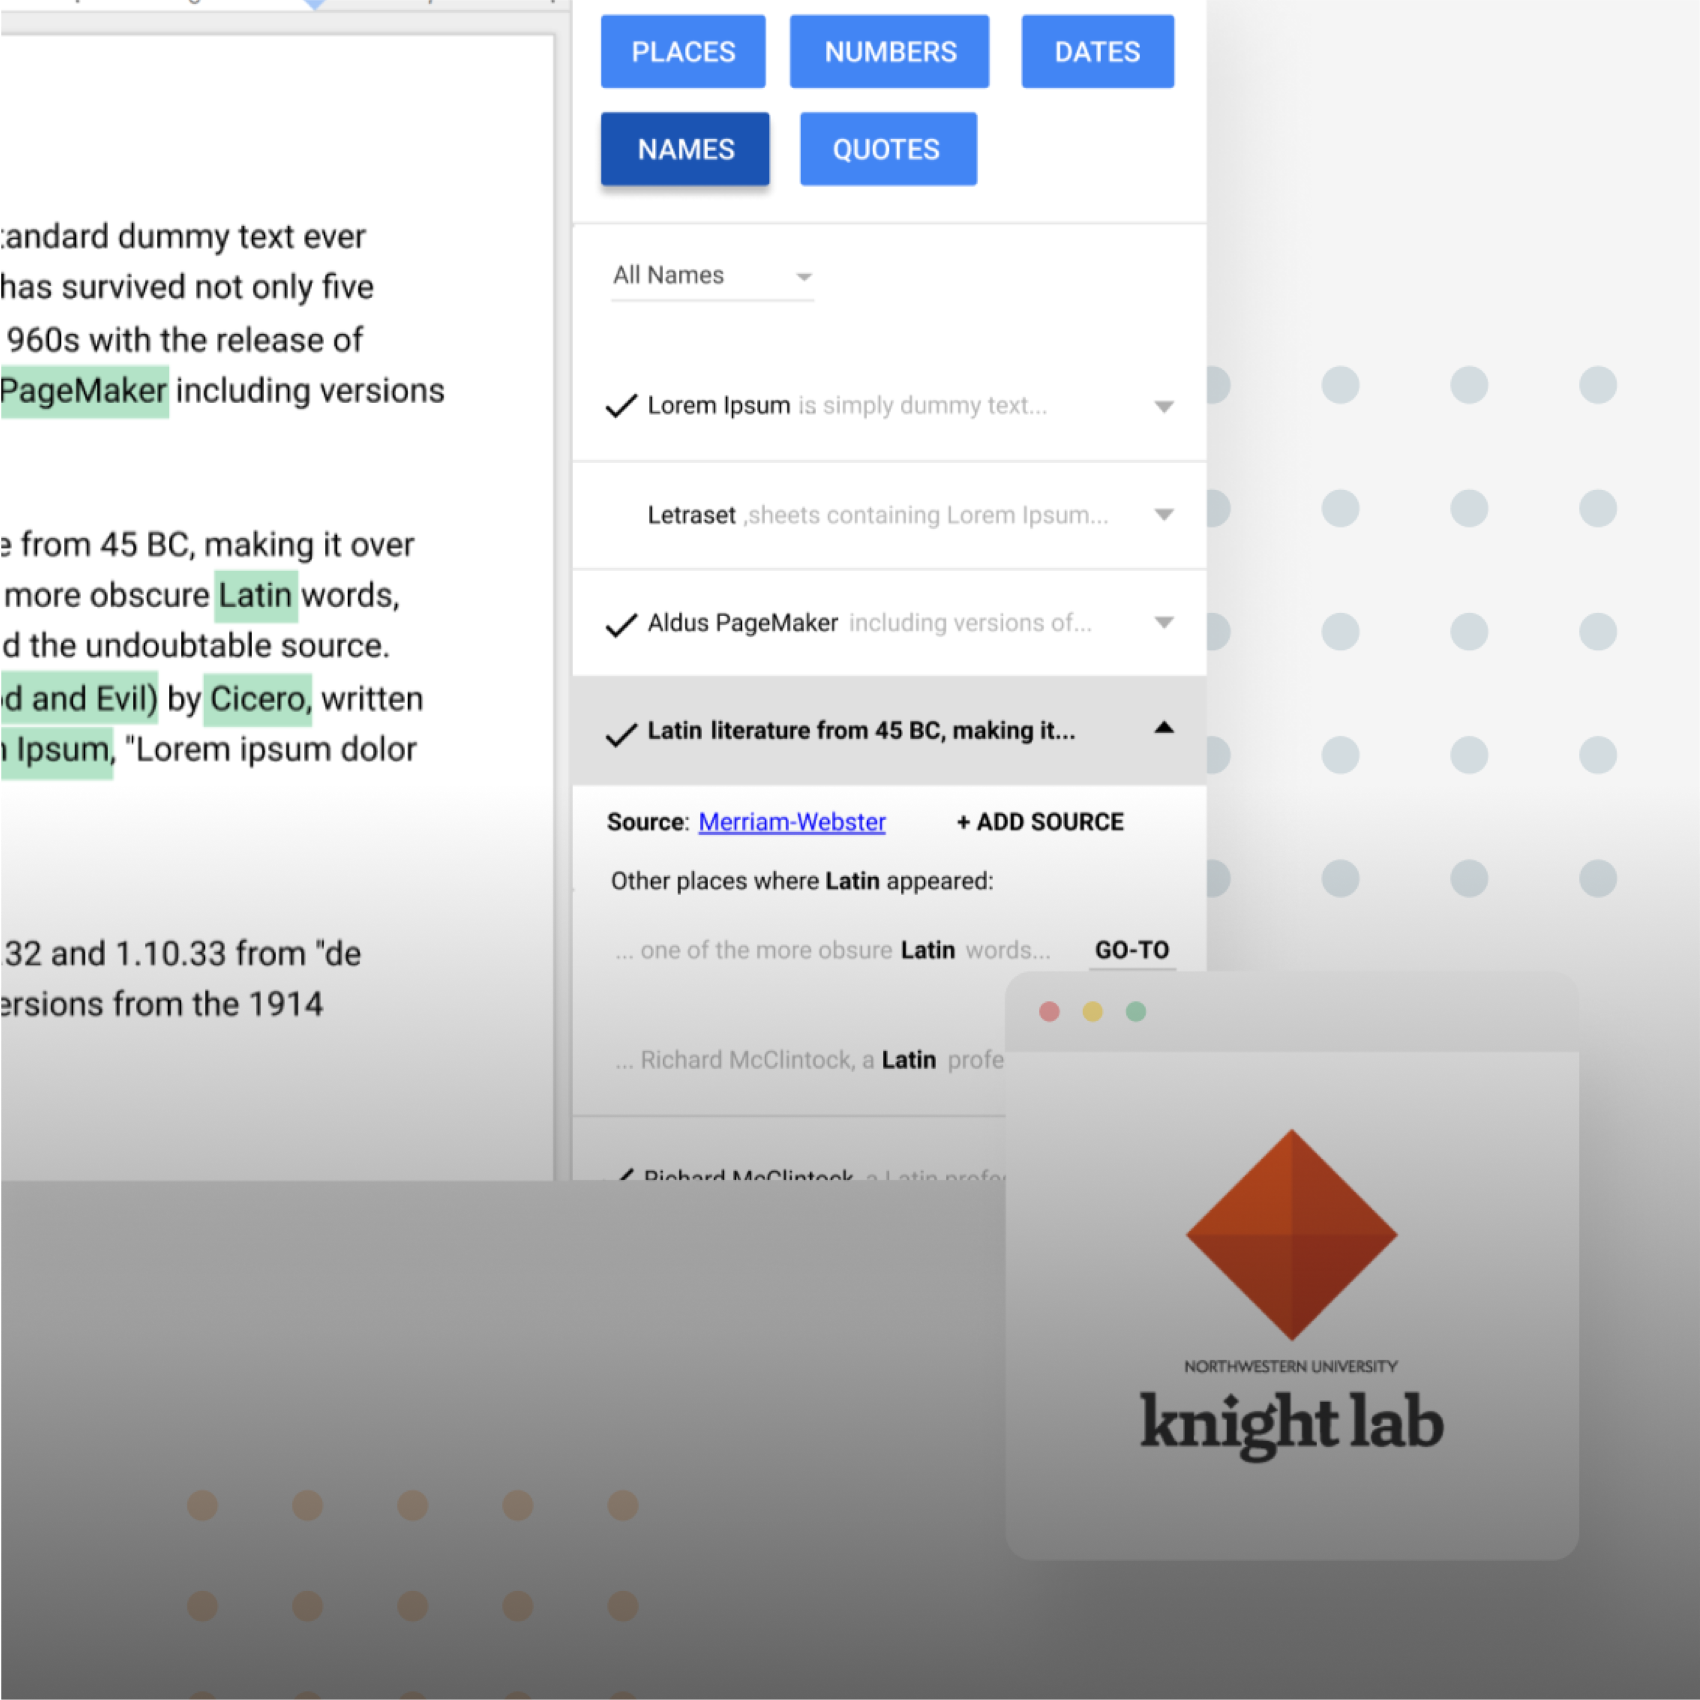 tandard dummy text ever
has survived not only five
960s with the release of
PageMaker including versions
e from 45 BC, making it over
more obscure Latin words,
d the undoubtable source.
d and Evil) by Cicero, written
Ipsum, "Lorem ipsum dolor
.32 and 1.10.33 from "de
ersions from the 1914
PLACES NUMBERS DATES
NAMES QUOTES
All Names
Lorem Ipsum is simply dummy text...
Letraset ,sheets containing Lorem Ipsum...
Aldus PageMaker including versions of...
Latin literature from 45 BC, making it...
Source: Merriam-Webster + ADD SOURCE
Other places where Latin appeared:
... one of the more obsure Latin words... GO-TO
... Richard McClintock, a Latin profe
Richard McClintock, a Latin profe
NORTHWESTERN UNIVERSITY
knight lab